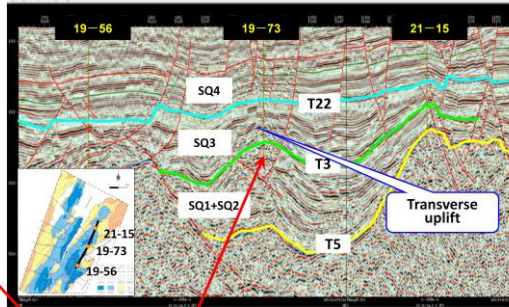 19－56
19－73
21－15
SQ4
T22
SQ3
T3
SQ1+SQ2
Transverse
uplift
T5
21-15
19-73
19-56